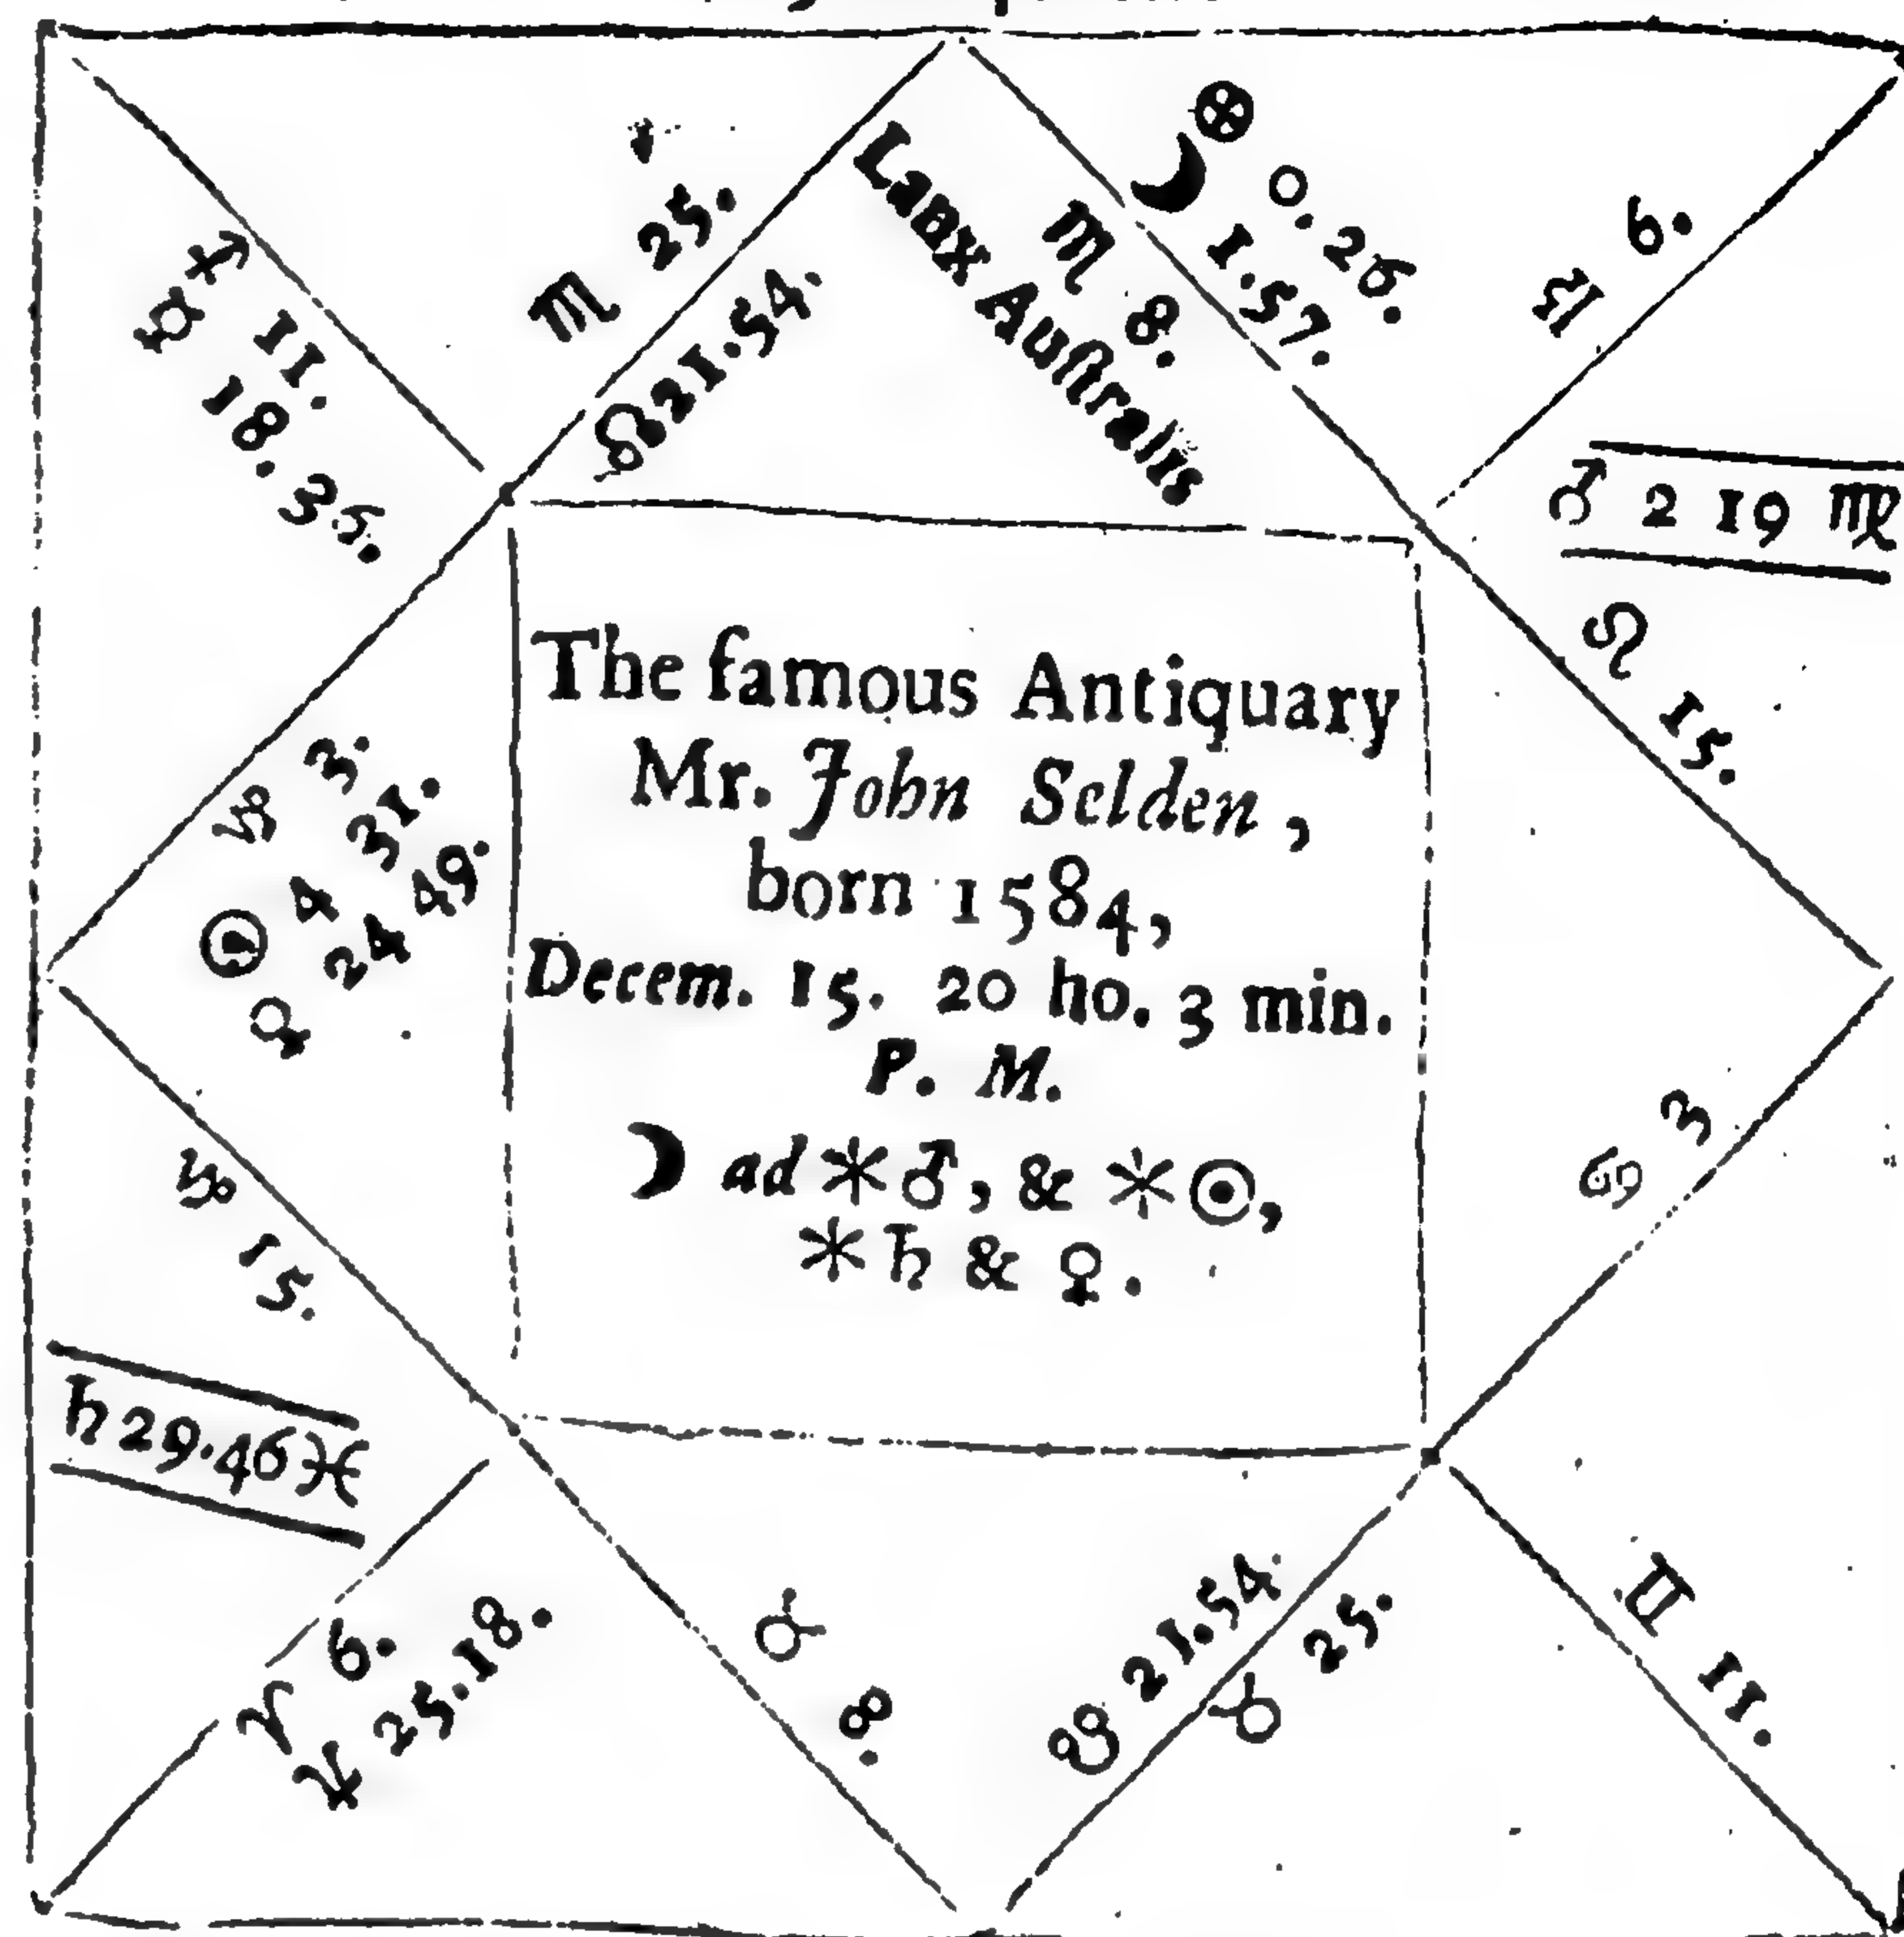 ♏ 25.
☊ 21.54.
Lanx Auſtralis
♏ 8.
⊕ 0.26.
☽ 1.57.
♎ 6.
♐ 11.
☿ 18.35.
♂ 2 19 ♍
♌ 15.
The famous Antiquary
Mr. John Selden,
born 1584,
Decem. 15. 20 ho. 3 min.
P. M.
☽ ad ⚹ ♂, & ⚹ ☉,
⚹ ♄ & ♀.
♑ 3.
☉ 4 31.
♀ 24 49.
♋ 3
♑ 15.
♄ 29.46 ♓
♈ 6.
♃ 25.18.
♉ 8.
☋ 21.54.
♉ 25.
♊ 11.